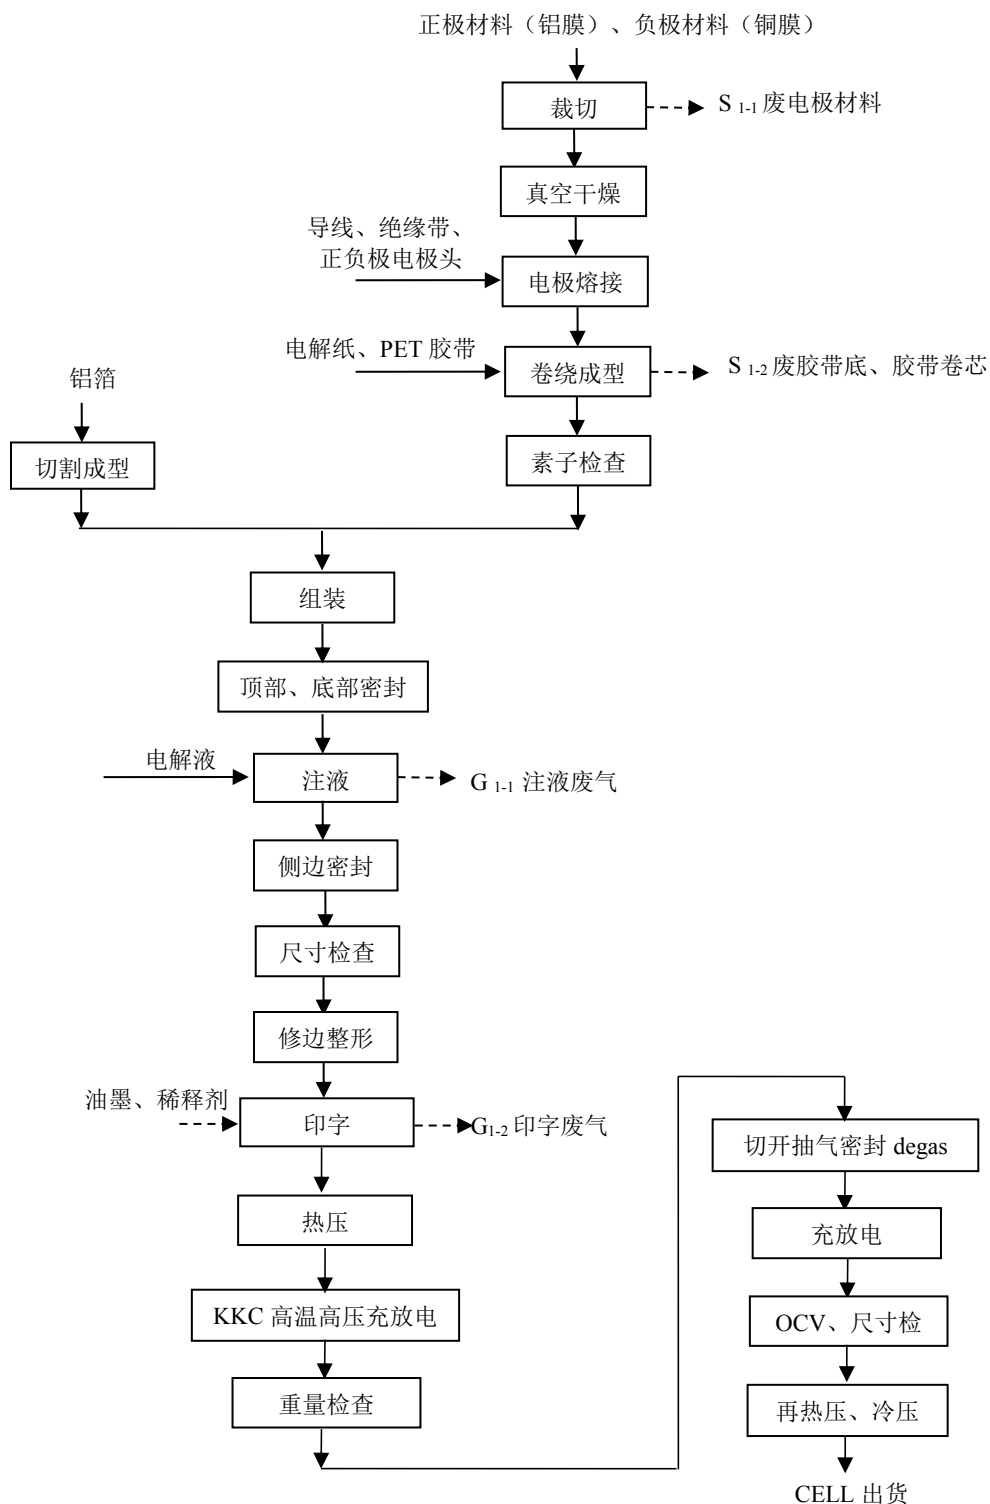 正极材料（铝膜）、负极材料（铜膜）
裁切
S 1-1 废电极材料
真空干燥
导线、绝缘带、
正负极电极头
电极熔接
电解纸、PET 胶带
卷绕成型
S 1-2 废胶带底、胶带卷芯
铝箔
切割成型
素子检查
组装
顶部、底部密封
电解液
注液
G 1-1 注液废气
侧边密封
尺寸检查
修边整形
油墨、稀释剂
印字
G1-2 印字废气
热压
KKC 高温高压充放电
重量检查
切开抽气密封 degas
充放电
OCV、尺寸检
再热压、冷压
CELL 出货